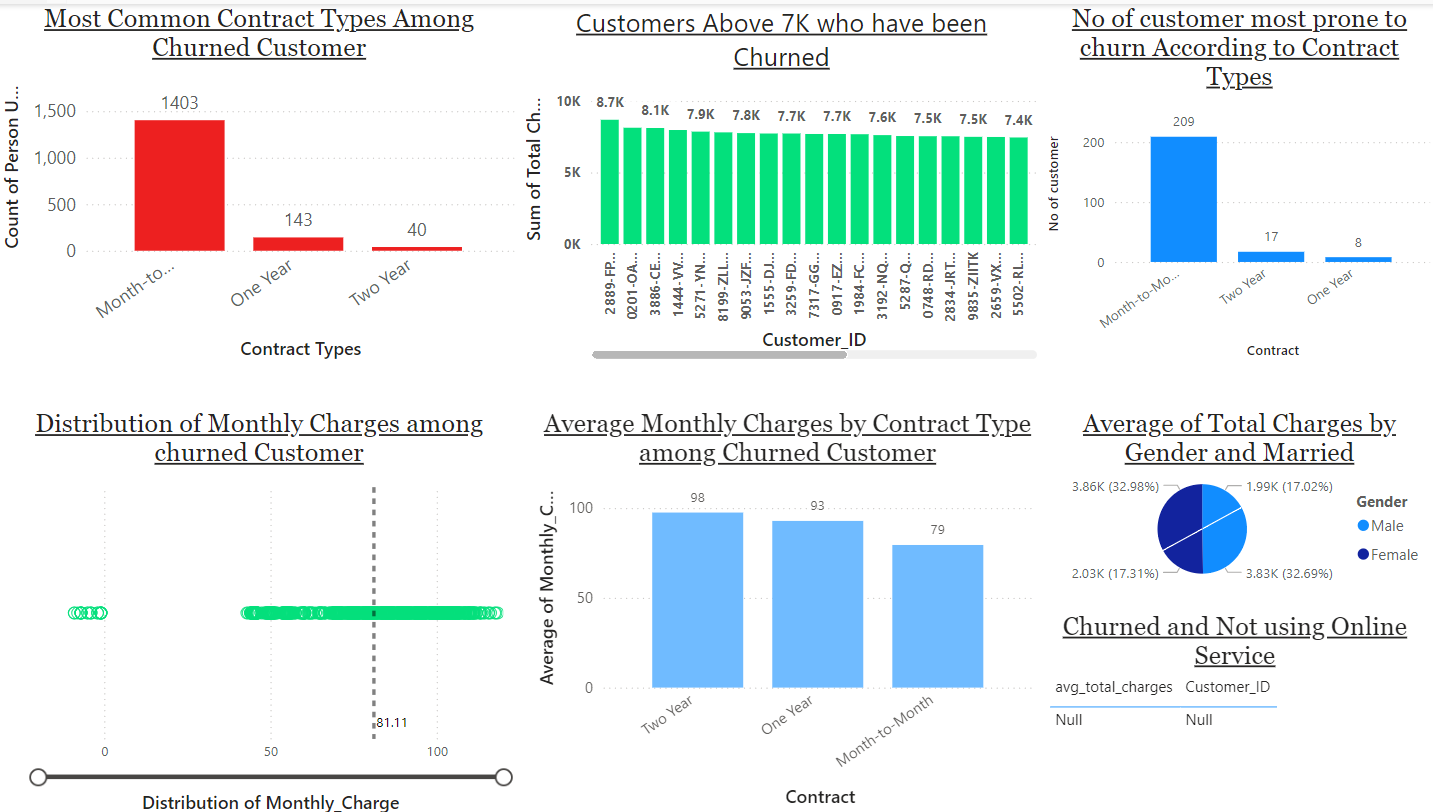 Most Common Contract Types Among
Churned Customer
Count of Person U...
1,500
1,000
500
0
1403
143
40
Month-to...
One Year
Two Year
Contract Types
Customers Above 7K who have been
Churned
Sum of Total Ch...
10K
5K
0K
8.7K
8.1K
7.9K
7.8K
7.7K
7.7K
7.6K
7.5K
7.5K
7.4K
2889-FP...
0201-OA...
3886-CE...
1444-VV...
5271-YN...
8199-ZLL...
9053-JZF...
1555-DJ...
3259-FD...
7317-GG...
0917-EZ...
1984-FC...
3192-NQ...
5287-Q...
0748-RD...
2834-JRT...
9835-ZIITK
2659-VX...
5502-RL...
Customer_ID
No of customer most prone to
churn According to Contract
Types
No of customer
200
100
0
209
17
8
Month-to-Mo...
Two Year
One Year
Contract
Distribution of Monthly Charges among
churned Customer
81.11
0
50
100
Distribution of Monthly_Charge
Average Monthly Charges by Contract Type
among Churned Customer
Average of Monthly_C...
100
50
0
98
93
79
Two Year
One Year
Month-to-Month
Contract
Average of Total Charges by
Gender and Married
3.86K (32.98%)
1.99K (17.02%)
2.03K (17.31%)
3.83K (32.69%)
Gender
Male
Female
Churned and Not using Online
Service
avg_total_charges Customer_ID
Null Null